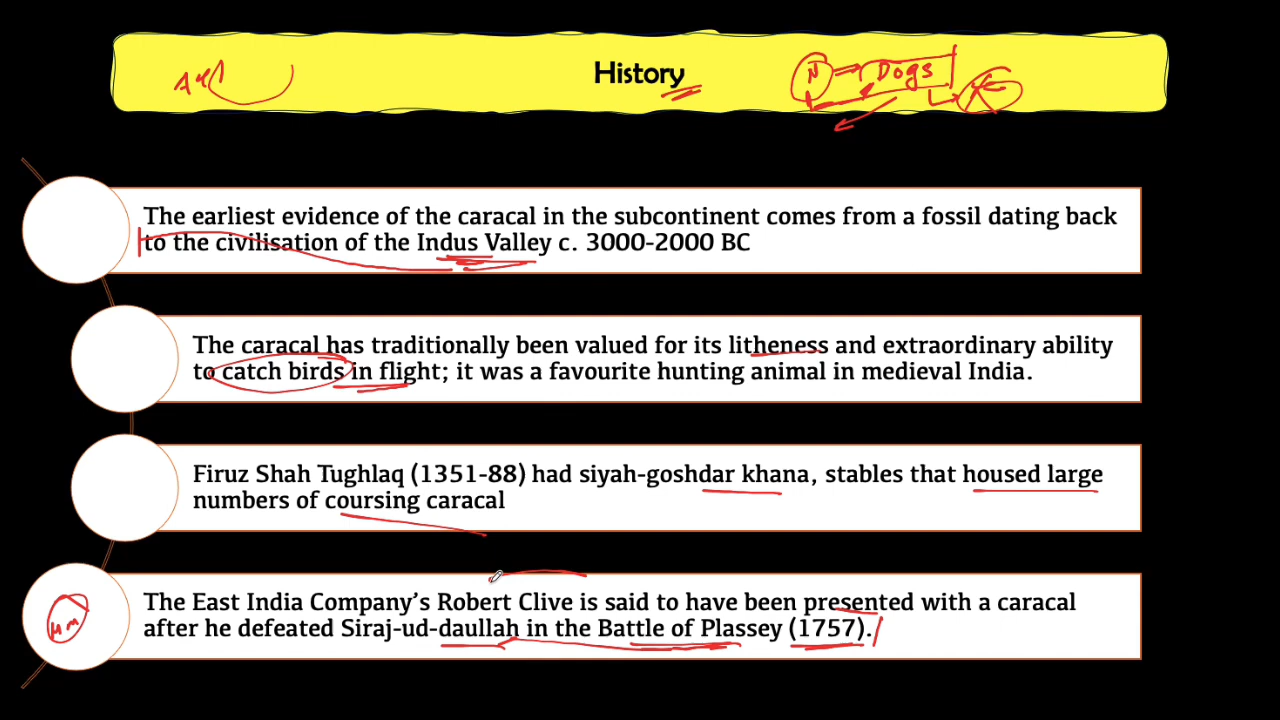 History
Dogs
The earliest evidence of the caracal in the subcontinent comes from a fossil dating back
to the civilisation of the Indus Valley c. 3000-2000 BC
The caracal has traditionally been valued for its litheness and extraordinary ability
to catch birds in flight; it was a favourite hunting animal in medieval India.
Firuz Shah Tughlaq (1351-88) had siyah-goshdar khana, stables that housed large
numbers of coursing caracal
The East India Company's Robert Clive is said to have been presented with a caracal
after he defeated Siraj-ud-daullah in the Battle of Plassey (1757).